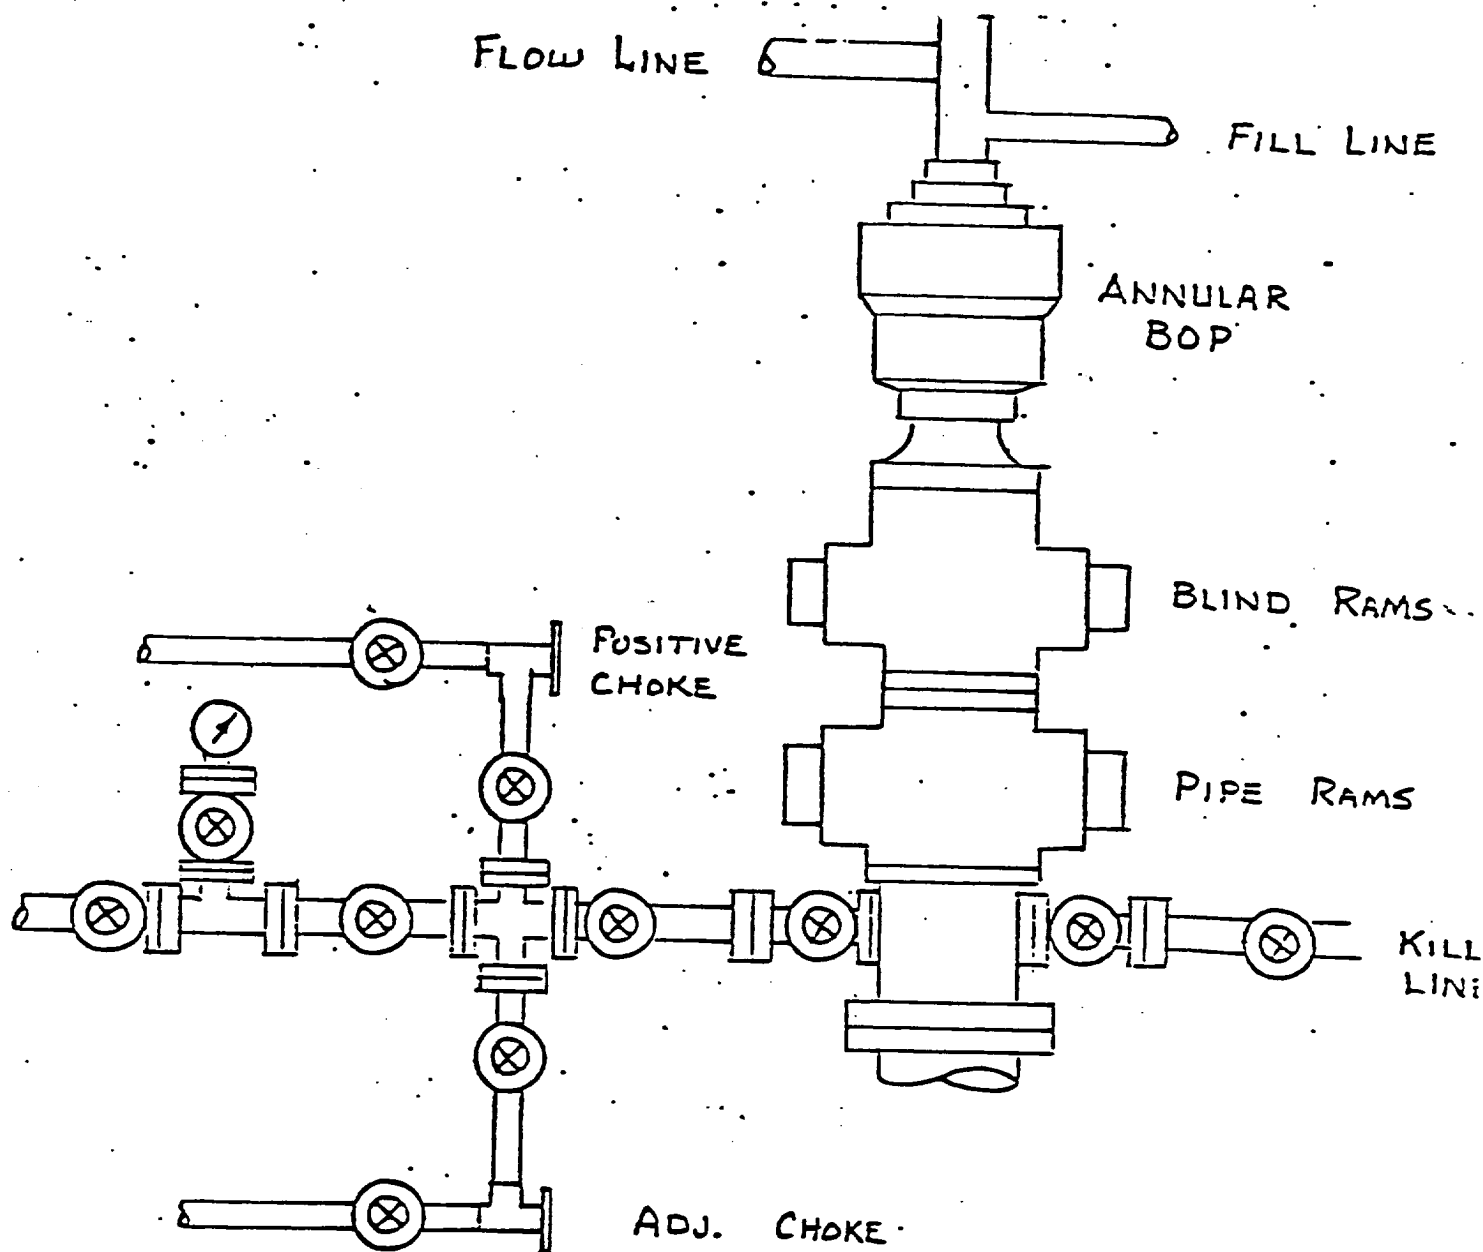 FLOW LINE
FILL LINE
ANNULAR
BOP
BLIND RAMS
POSITIVE
CHOKE
PIPE RAMS
KILL
LINE
ADJ. CHOKE